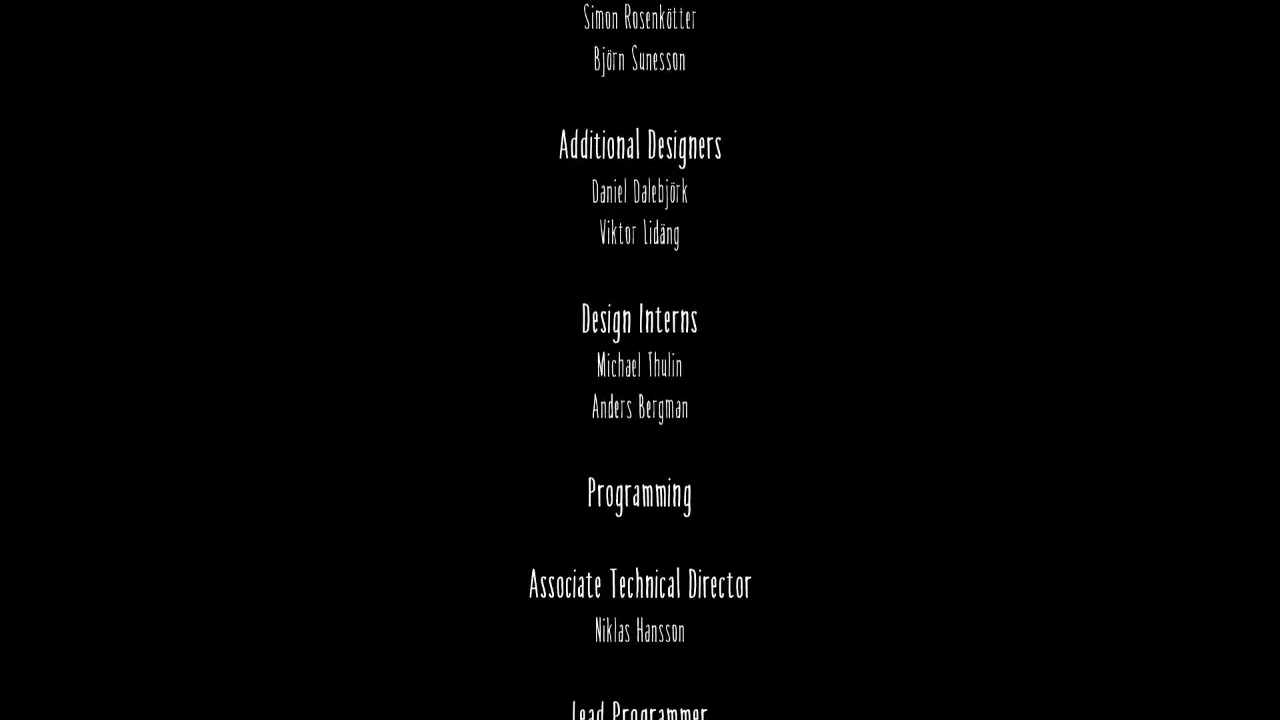 Simon Rosenkötter
Björn Sunesson
Additional Designers
Daniel Dalebjörk
Viktor Lidäng
Design Interns
Michael Thulin
Anders Bergman
Programming
Associate Technical Director
Niklas Hansson
Lead Programmer